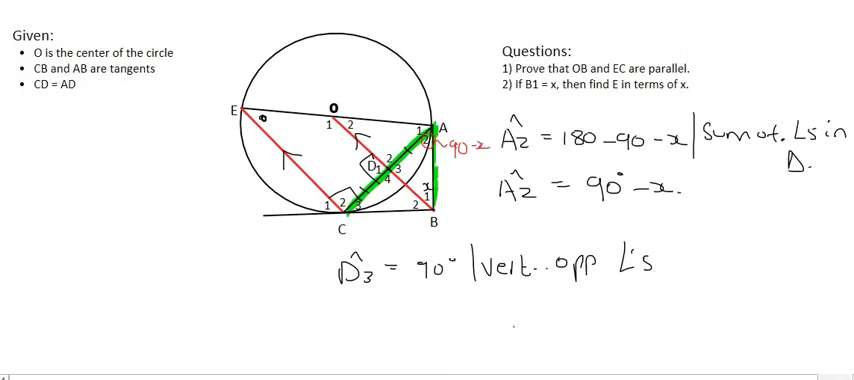 Given:
• O is the center of the circle
• CB and AB are tangents
• CD = AD
Questions:
1) Prove that OB and EC are parallel.
2) If B1 = x, then find E in terms of x.
E
O
1 2
1 A
2
90-x
D 1 2 3 4
x
1
2
B
1 2 3
C
Â2 = 180 - 90 - x | Sum of. Ls in Δ.
Â2 = 90° - x.
D̂3 = 90° | vert.. opp L's